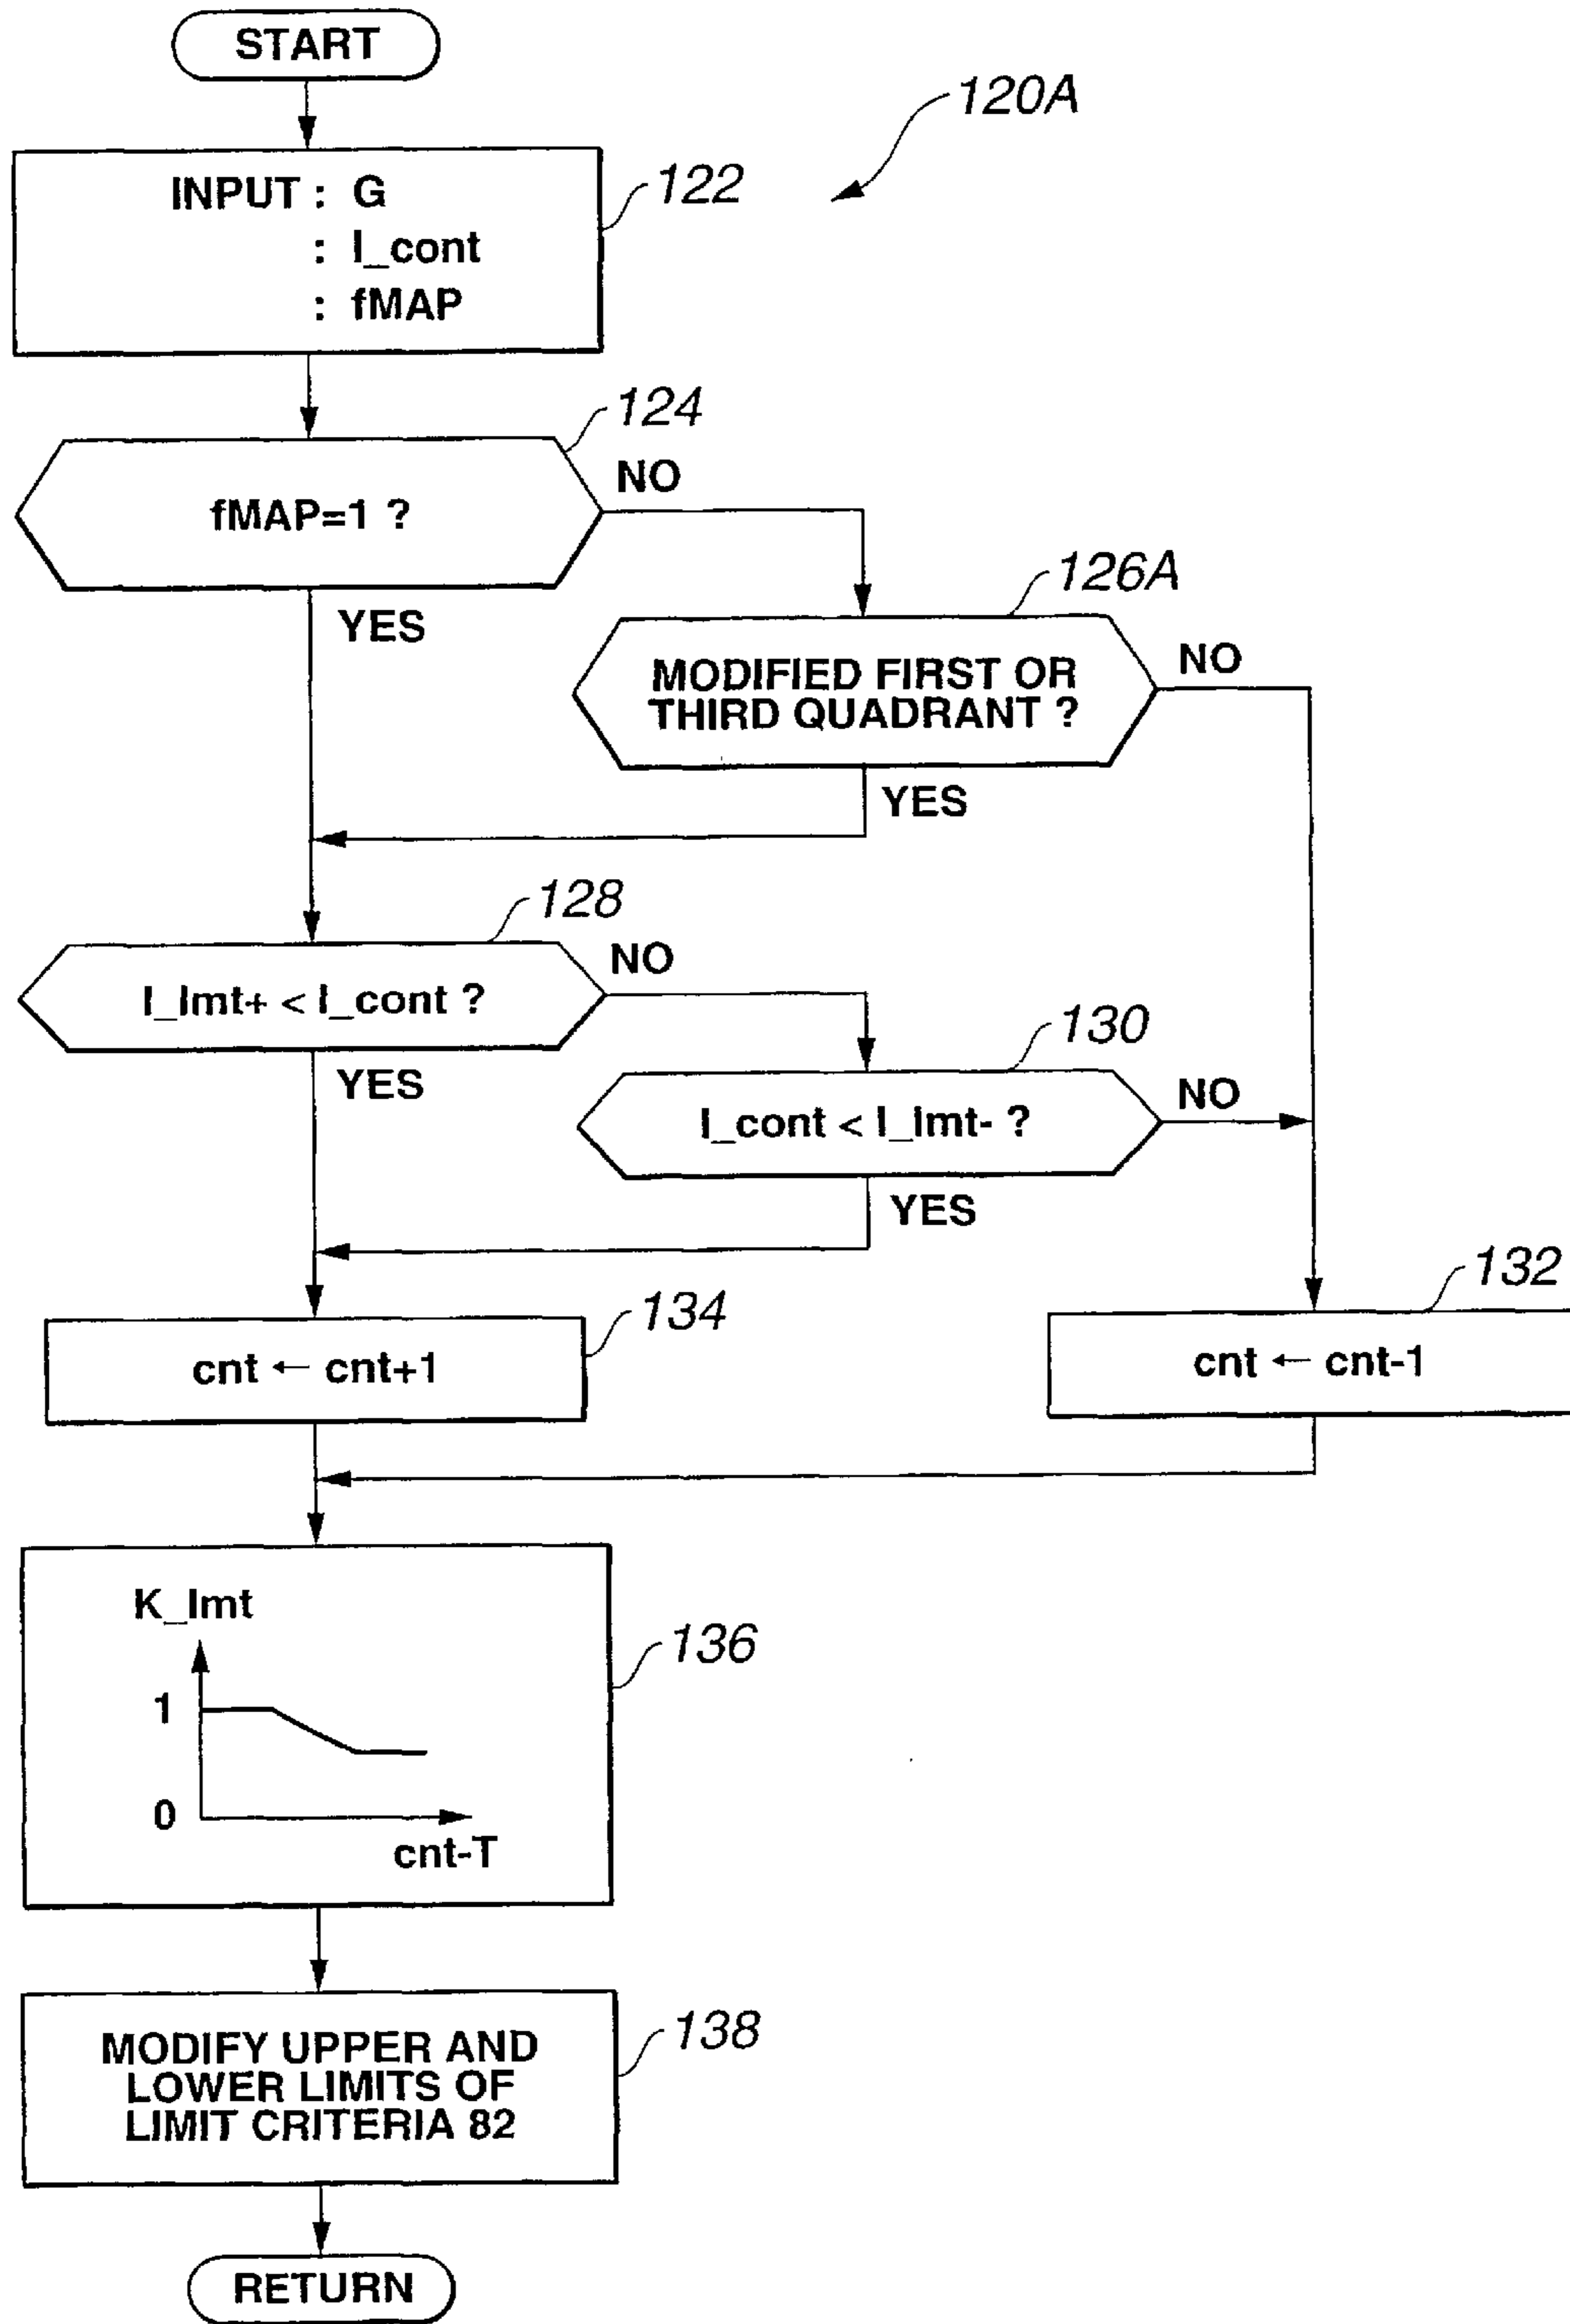 START
120A
INPUT : G
: I_cont
: fMAP
122
124
fMAP=1 ?
NO
YES
126A
MODIFIED FIRST OR
THIRD QUADRANT ?
NO
YES
128
I_lmt+ < I_cont ?
NO
YES
130
I_cont < I_lmt- ?
NO
YES
134
cnt ← cnt+1
132
cnt ← cnt-1
136
K_lmt
1
0
cnt-T
138
MODIFY UPPER AND
LOWER LIMITS OF
LIMIT CRITERIA 82
RETURN